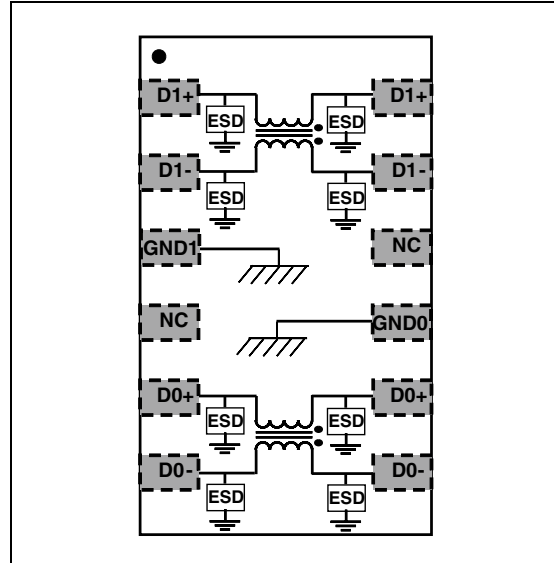 D1+
D1+
ESD
ESD
D1-
D1-
ESD
ESD
GND1
NC
NC
GND0
D0+
D0+
ESD
ESD
D0-
D0-
ESD
ESD